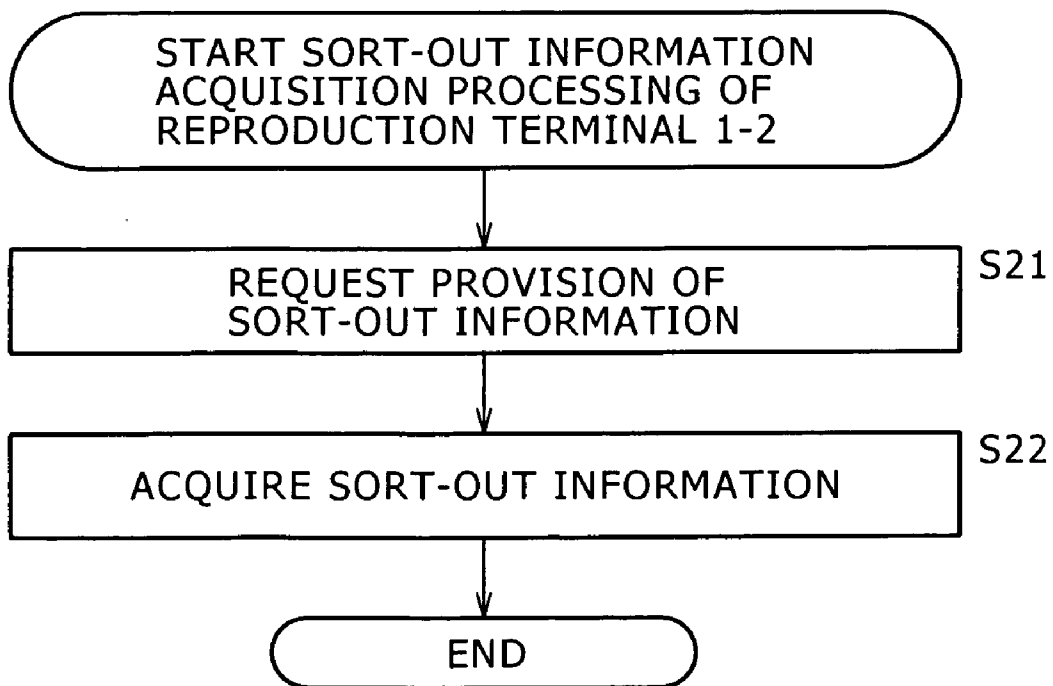 START SORT-OUT INFORMATION
ACQUISITION PROCESSING OF
REPRODUCTION TERMINAL 1-2
S21
REQUEST PROVISION OF
SORT-OUT INFORMATION
S22
ACQUIRE SORT-OUT INFORMATION
END